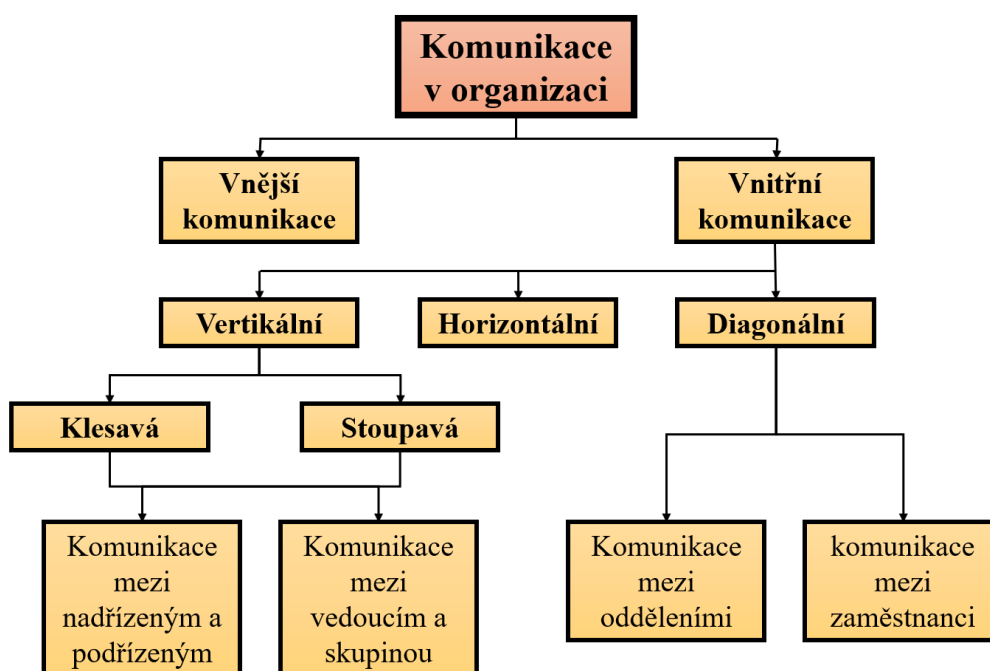 Komunikace
v organizaci
Vnější
komunikace
Vnitřní
komunikace
Vertikální
Horizontální
Diagonální
Klesavá
Stoupavá
Komunikace
mezi
nadřízeným a
podřízeným
Komunikace
mezi
vedoucím a
skupinou
Komunikace
mezi
odděleními
komunikace
mezi
zaměstnanci